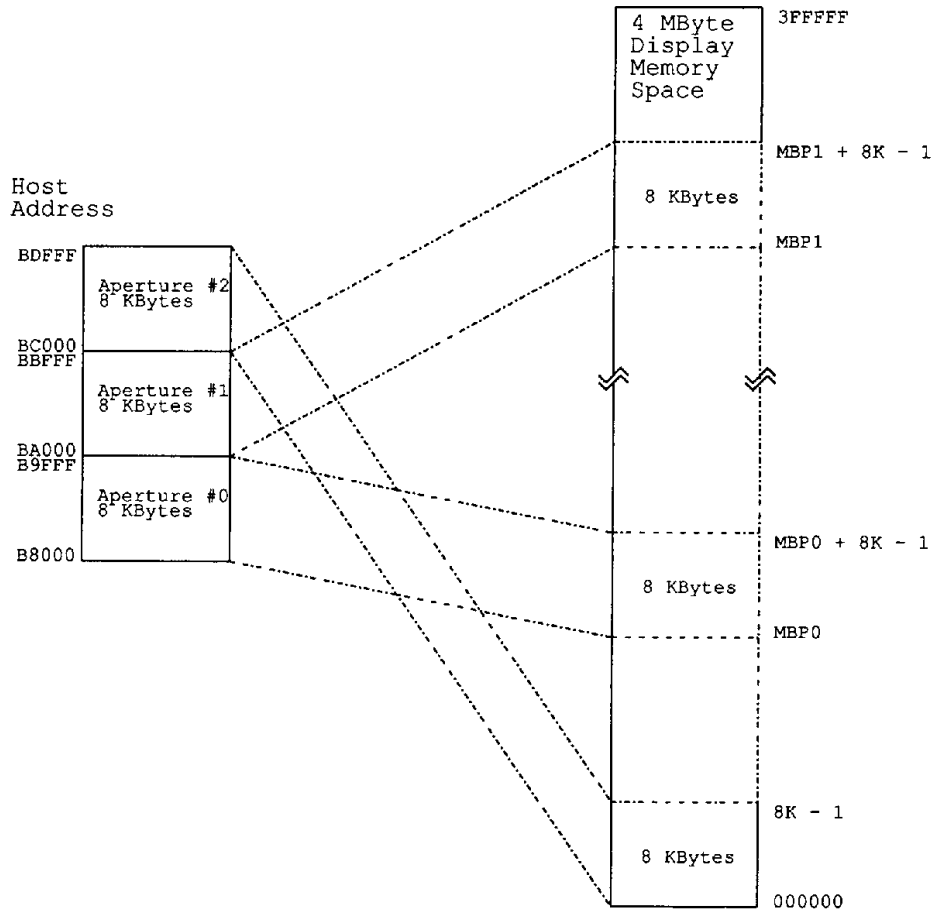 4 MByte
Display
Memory
Space
3FFFFF
MBP1 + 8K - 1
8 KBytes
MBP1
Host
Address
BDFFF
Aperture #2
8 KBytes
BC000
BBFFF
Aperture #1
8 KBytes
BA000
B9FFF
Aperture #0
8 KBytes
B8000
MBP0 + 8K - 1
8 KBytes
MBP0
8K - 1
8 KBytes
000000